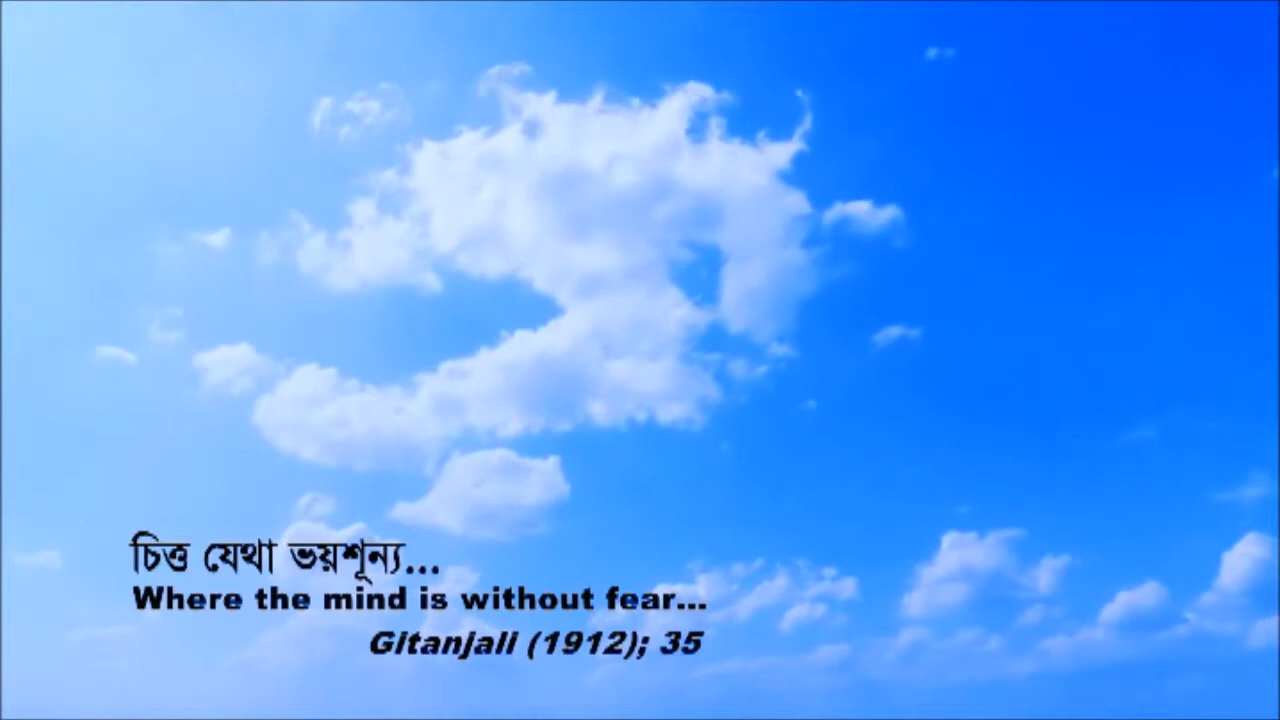 চিত্ত যেথা ভয়শূন্য...
Where the mind is without fear...
Gitanjali (1912); 35